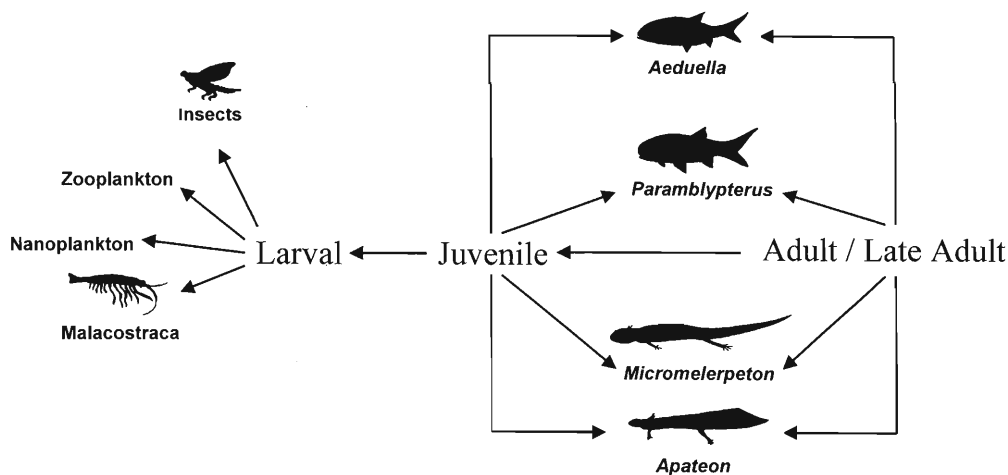 Aeduella
Insects
Zooplankton
Paramblypterus
Nanoplankton
Larval
Juvenile
Adult / Late Adult
Malacostraca
Micromelerpeton
Apateon